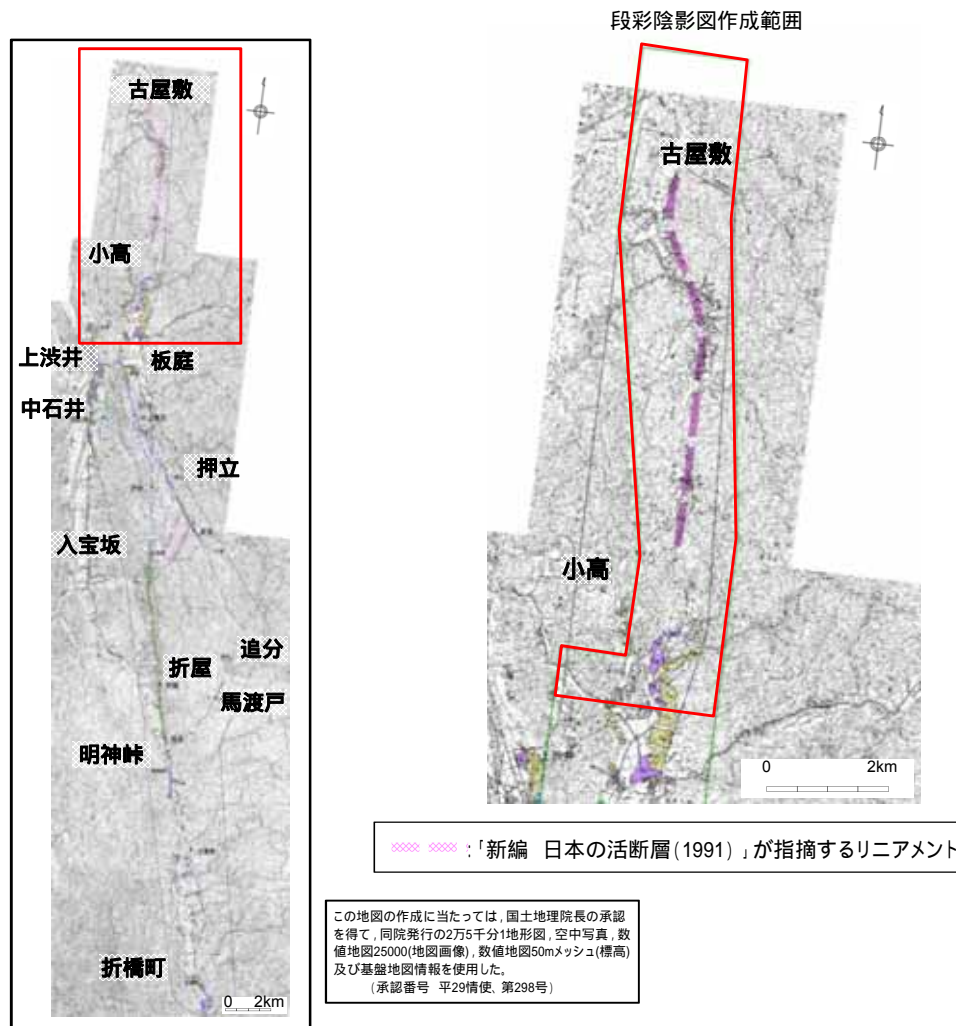 段彩陰影図作成範囲
古屋敷
小高
上渋井
板庭
中石井
押立
入宝坂
追分
折屋
馬渡戸
明神峠
折橋町
0 2km
古屋敷
小高
0 2km
:「新編 日本の活断層(1991)」が指摘するリニアメント
この地図の作成に当たっては,国土地理院長の承認
を得て,同院発行の2万5千分1地形図,空中写真,数
値地図25000(地図画像),数値地図50mメッシュ(標高)
及び基盤地図情報を使用した。
(承認番号 平29情使、第298号)